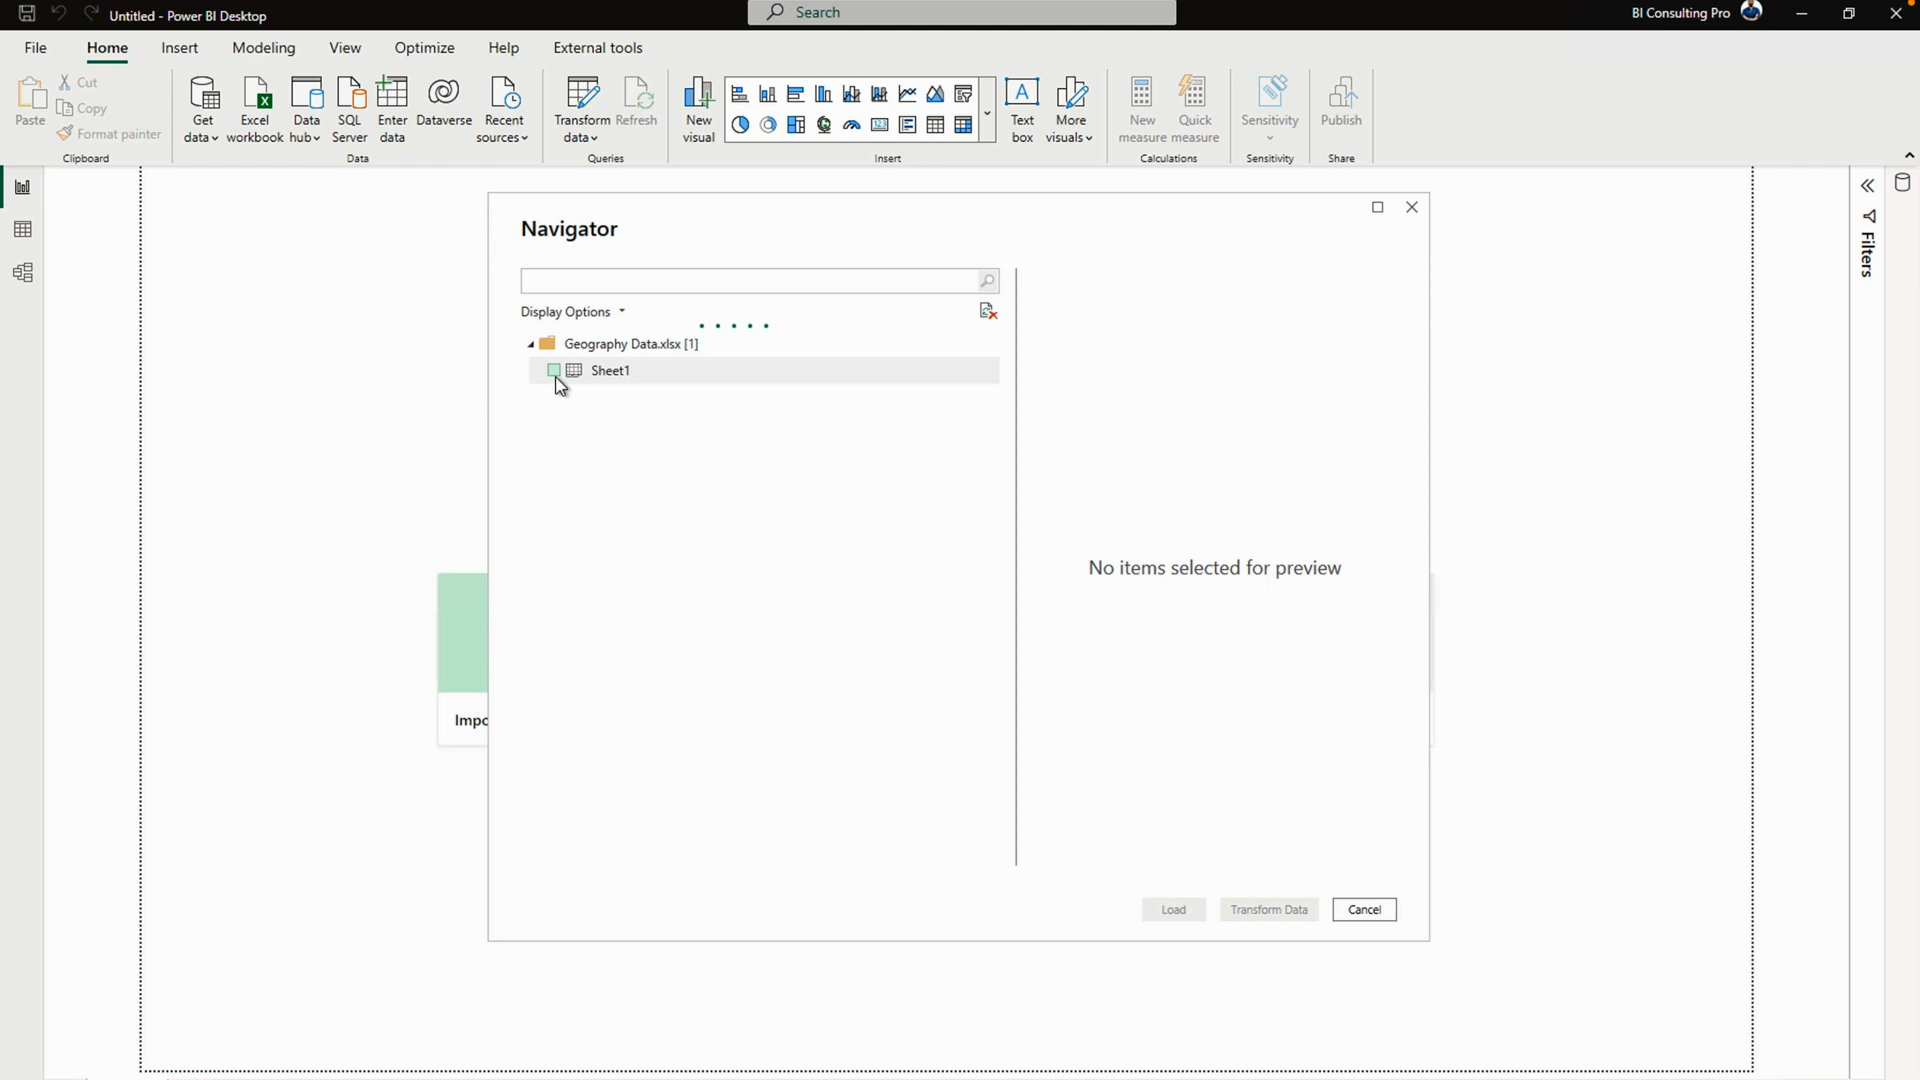 Untitled - Power BI Desktop
Search
BI Consulting Pro
File Home Insert Modeling View Optimize Help External tools
Paste
Cut
Copy
Format painter
Clipboard
Get data
Excel workbook
Data hub
SQL Server
Enter data
Dataverse
Recent sources
Data
Transform data
Refresh
Queries
New visual
123
Insert
A
Text box
More visuals
New measure
Quick measure
Calculations
Sensitivity
Sensitivity
Publish
Share
Filters
Navigator
Display Options
Geography Data.xlsx [1]
Sheet1
No items selected for preview
Impo
Load
Transform Data
Cancel